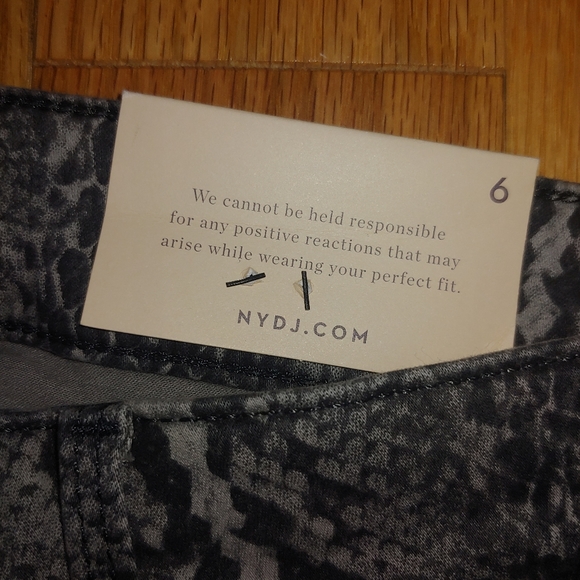 6
We cannot be held responsible
for any positive reactions that may
arise while wearing your perfect fit.
NYDJ.COM